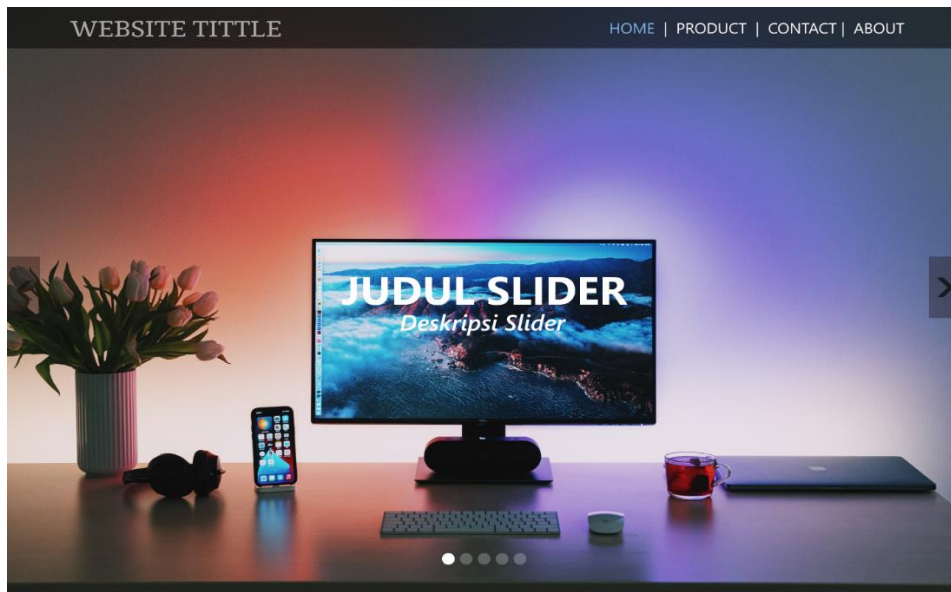 WEBSITE TITTLE
HOME | PRODUCT | CONTACT | ABOUT
JUDUL SLIDER
Deskripsi Slider